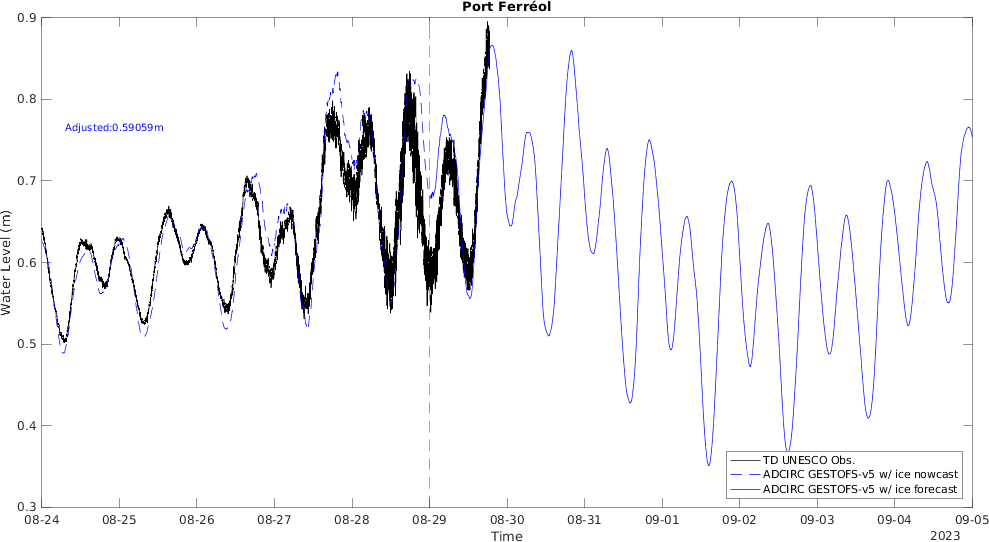 Port Ferréol
Water Level (m)
0.9
0.8
0.7
0.6
0.5
0.4
0.3
Adjusted:0.59059m
TD UNESCO Obs.
ADCIRC GESTOFS-v5 w/ ice nowcast
ADCIRC GESTOFS-v5 w/ ice forecast
08-24 08-25 08-26 08-27 08-28 08-29 08-30 08-31 09-01 09-02 09-03 09-04 09-05
Time
2023